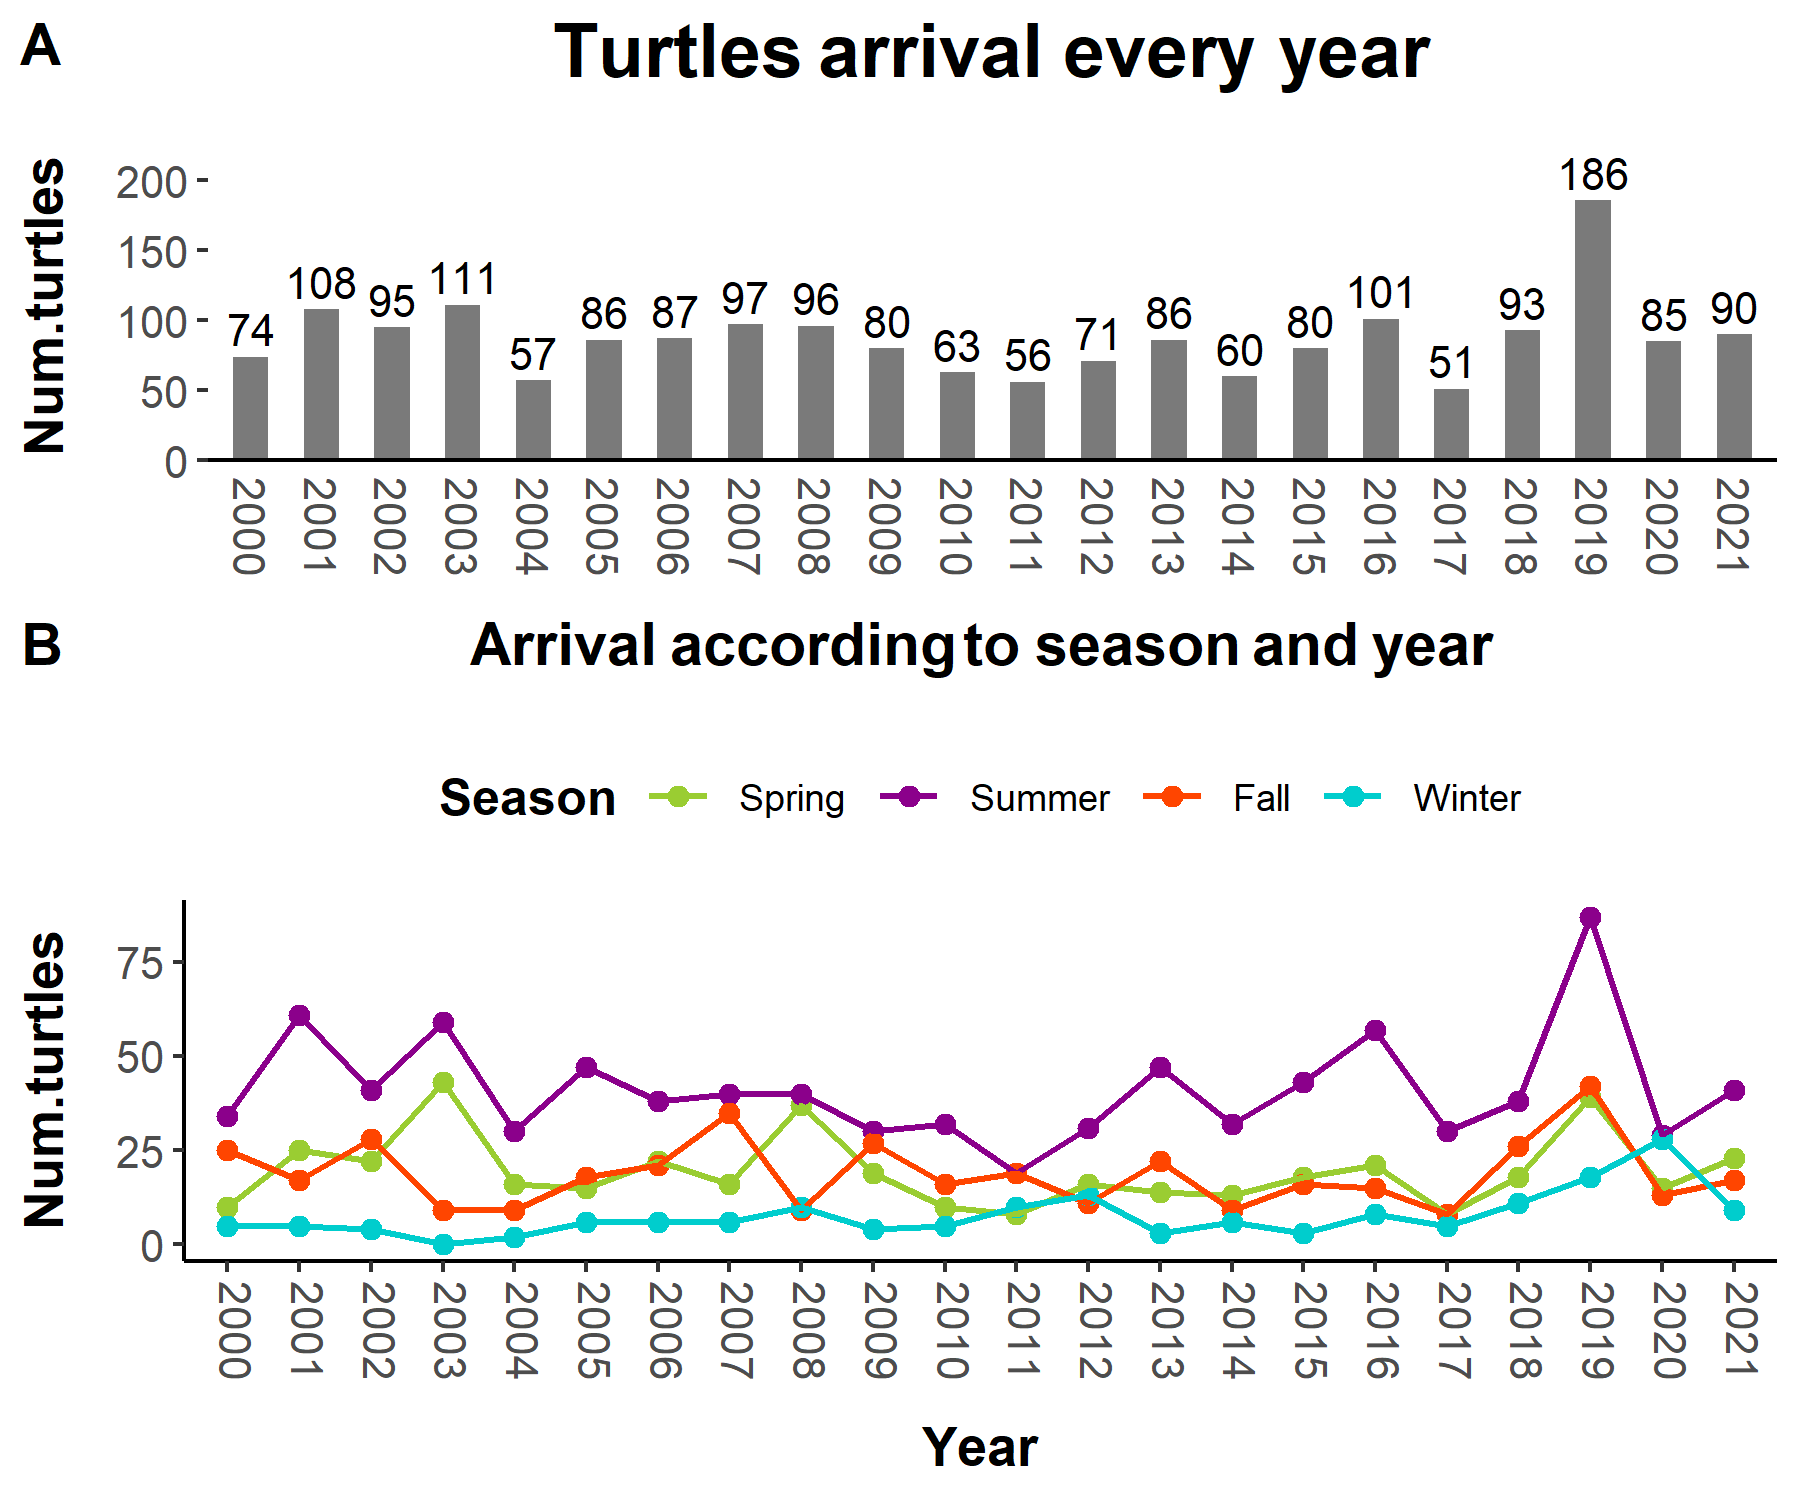 A
Turtles arrival every year
Num.turtles
200
150
100
50
0
74 108 95 111 57 86 87 97 96 80 63 56 71 86 60 80 101 51 93 186 85 90
2000 2001 2002 2003 2004 2005 2006 2007 2008 2009 2010 2011 2012 2013 2014 2015 2016 2017 2018 2019 2020 2021
B
Arrival according to season and year
Season Spring Summer Fall Winter
Num.turtles
75
50
25
0
2000 2001 2002 2003 2004 2005 2006 2007 2008 2009 2010 2011 2012 2013 2014 2015 2016 2017 2018 2019 2020 2021
Year